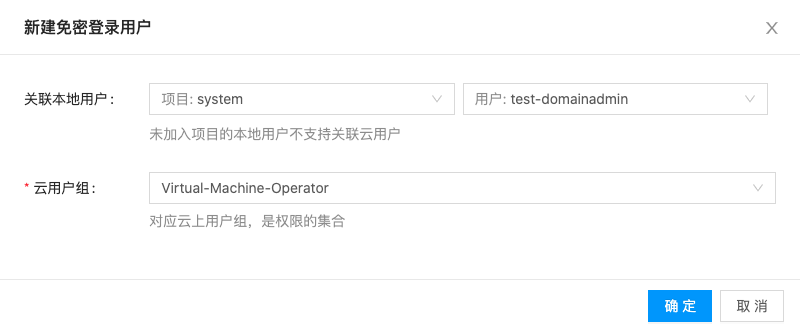 新建免密登录用户
关联本地用户： 项目: system 用户: test-domainadmin
未加入项目的本地用户不支持关联云用户
* 云用户组： Virtual-Machine-Operator
对应云上用户组，是权限的集合
确 定 取 消